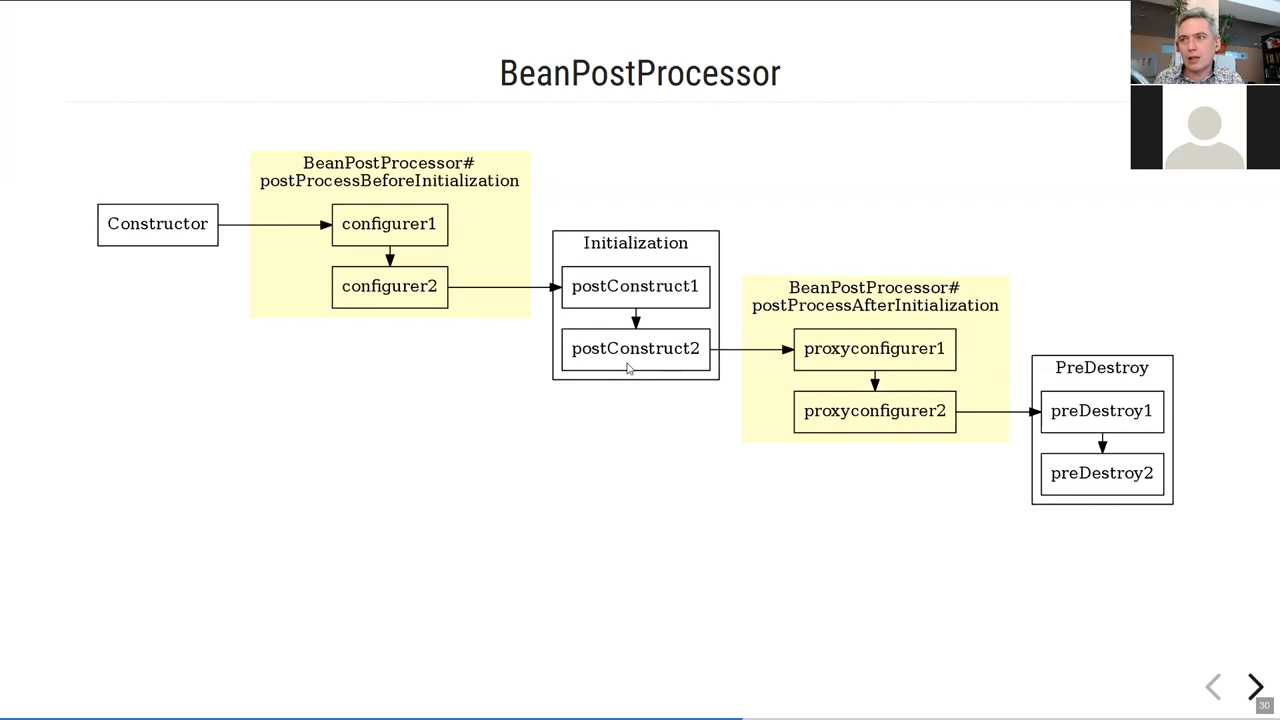 BeanPostProcessor
BeanPostProcessor#
postProcessBeforeInitialization
Constructor
configurer1
configurer2
Initialization
postConstruct1
postConstruct2
BeanPostProcessor#
postProcessAfterInitialization
proxyconfigurer1
proxyconfigurer2
PreDestroy
preDestroy1
preDestroy2
30